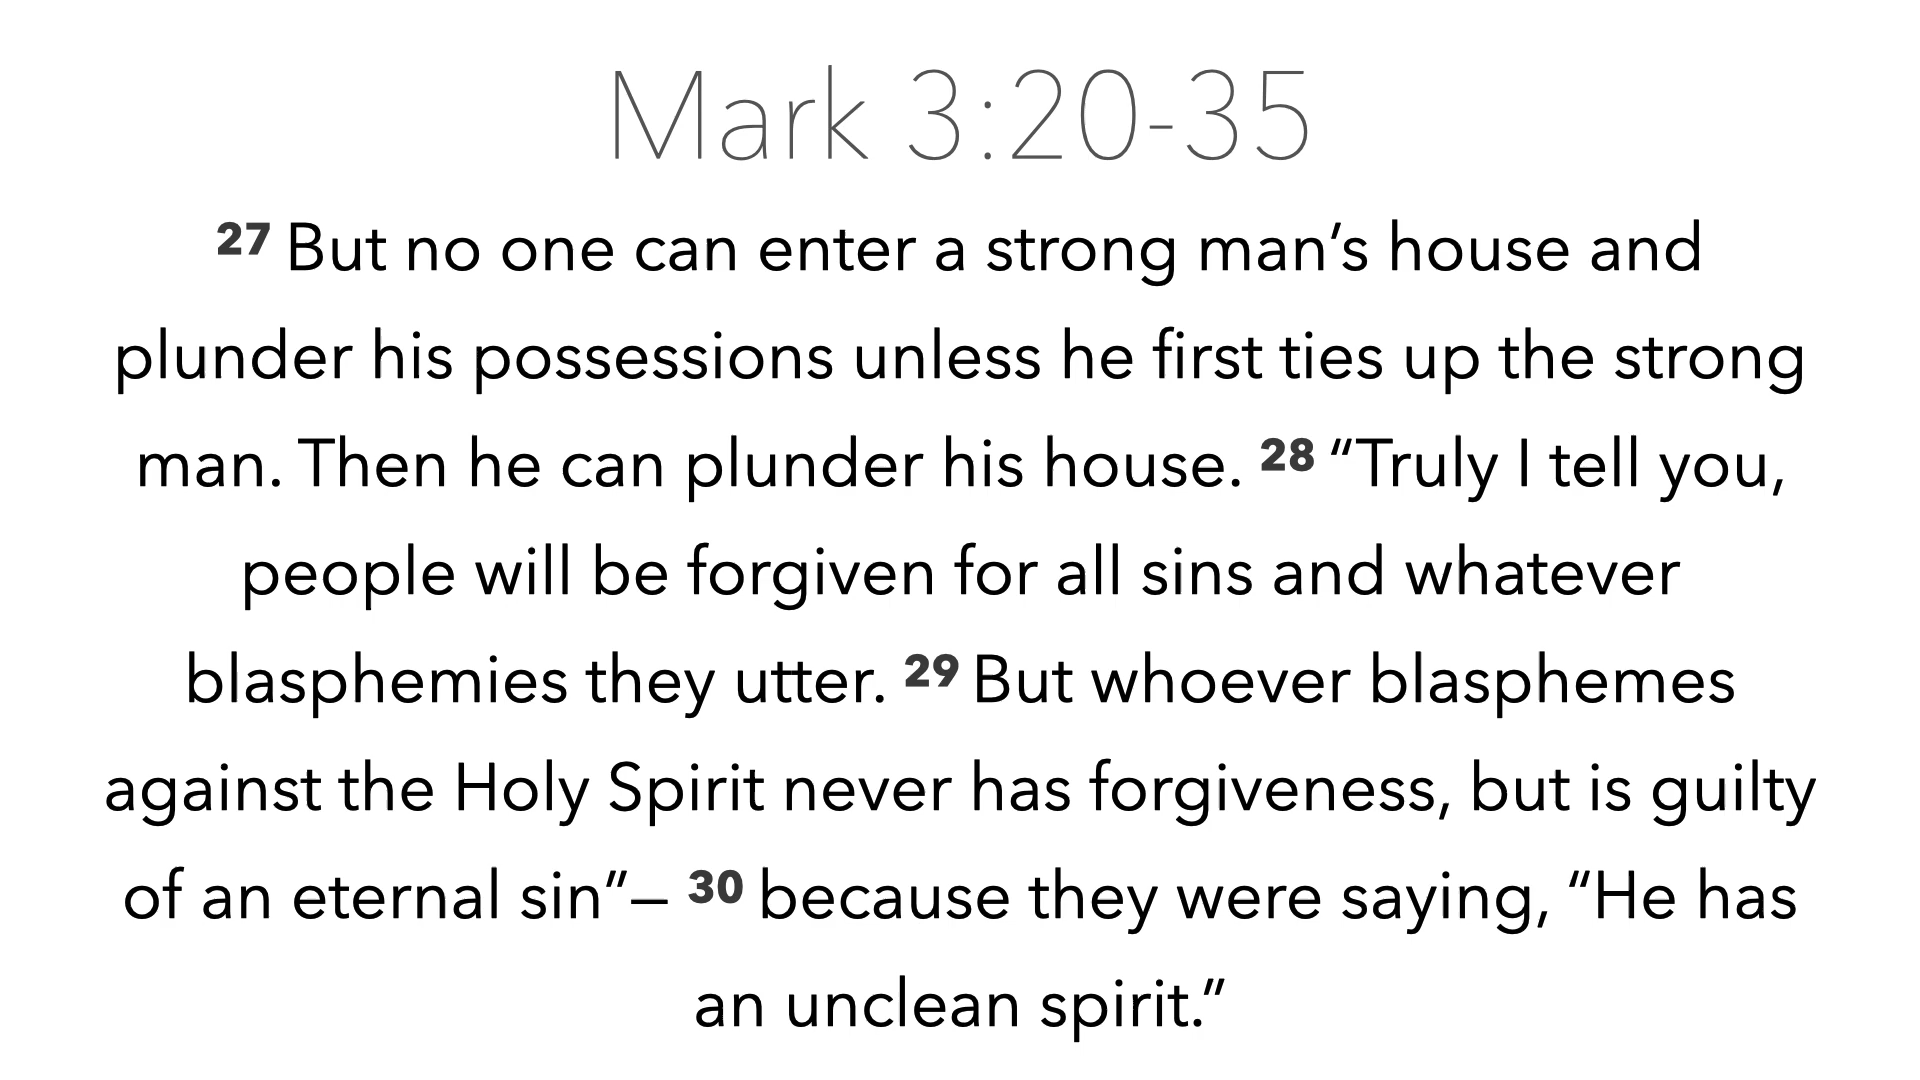 Mark 3:20-35
27 But no one can enter a strong man’s house and
plunder his possessions unless he first ties up the strong
man. Then he can plunder his house. 28 “Truly I tell you,
people will be forgiven for all sins and whatever
blasphemies they utter. 29 But whoever blasphemes
against the Holy Spirit never has forgiveness, but is guilty
of an eternal sin”— 30 because they were saying, “He has
an unclean spirit.”